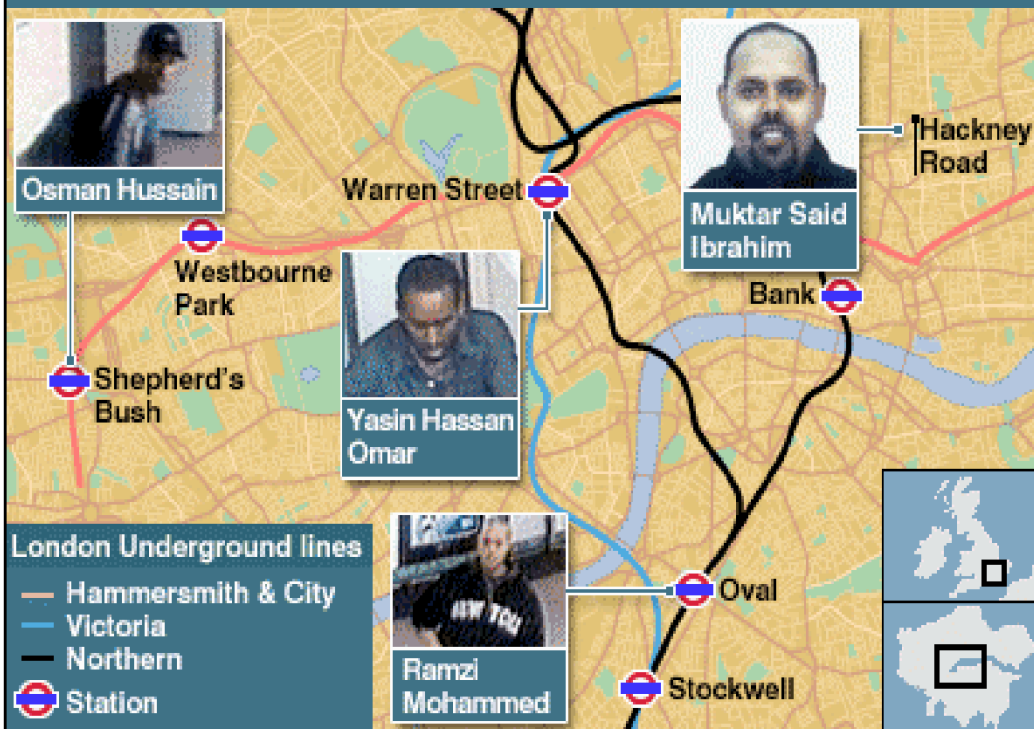 Osman Hussain
Warren Street
Hackney
Road
Muktar Said
Ibrahim
Westbourne
Park
Bank
Shepherd's
Bush
Yasin Hassan
Omar
London Underground lines
Hammersmith & City
Victoria
Northern
Station
NEW YOU
Oval
Ramzi
Mohammed
Stockwell